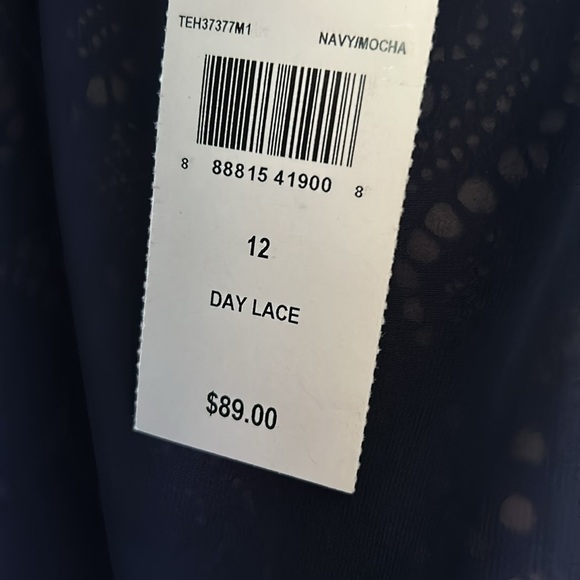 TEH37377M1
NAVY/MOCHA
8 88815 41900 8
12
DAY LACE
$89.00